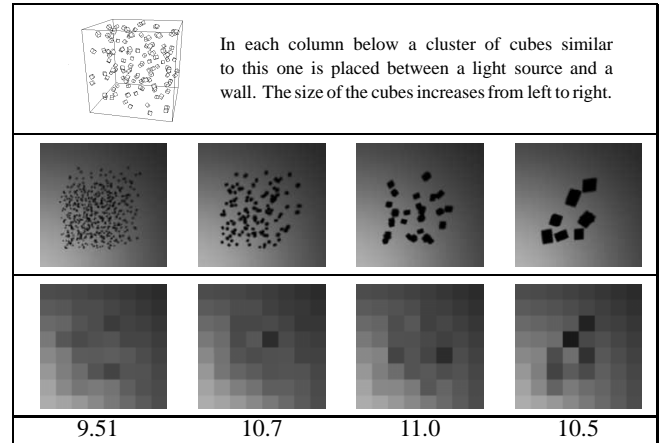 In each column below a cluster of cubes similar
to this one is placed between a light source and a
wall. The size of the cubes increases from left to right.
9.51 10.7 11.0 10.5